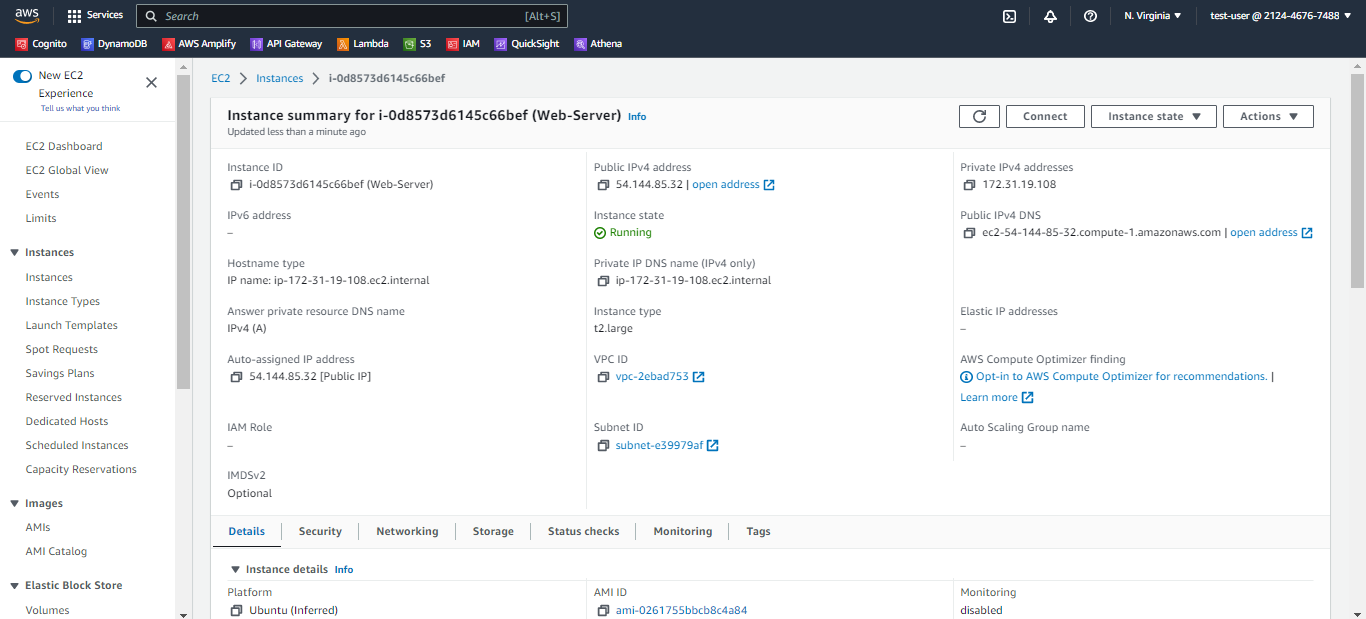 aws
Services
Search
[Alt+S]
N. Virginia
test-user @ 2124-4676-7488
Cognito
DynamoDB
AWS Amplify
API Gateway
Lambda
S3
IAM
QuickSight
Athena
New EC2
Experience
Tell us what you think
EC2 Dashboard
EC2 Global View
Events
Limits
Instances
Instances
Instance Types
Launch Templates
Spot Requests
Savings Plans
Reserved Instances
Dedicated Hosts
Scheduled Instances
Capacity Reservations
Images
AMIs
AMI Catalog
Elastic Block Store
Volumes
EC2 Instances i-0d8573d6145c66bef
Instance summary for i-0d8573d6145c66bef (Web-Server) Info
Updated less than a minute ago
Connect
Instance state
Actions
Instance ID
i-0d8573d6145c66bef (Web-Server)
Public IPv4 address
54.144.85.32 | open address
Private IPv4 addresses
172.31.19.108
IPv6 address
–
Instance state
Running
Public IPv4 DNS
ec2-54-144-85-32.compute-1.amazonaws.com | open address
Hostname type
IP name: ip-172-31-19-108.ec2.internal
Private IP DNS name (IPv4 only)
ip-172-31-19-108.ec2.internal
Answer private resource DNS name
IPv4 (A)
Instance type
t2.large
Elastic IP addresses
–
Auto-assigned IP address
54.144.85.32 [Public IP]
VPC ID
vpc-2ebad753
AWS Compute Optimizer finding
Opt-in to AWS Compute Optimizer for recommendations. |
Learn more
IAM Role
–
Subnet ID
subnet-e39979af
Auto Scaling Group name
–
IMDSv2
Optional
Details
Security
Networking
Storage
Status checks
Monitoring
Tags
Instance details Info
Platform
Ubuntu (Inferred)
AMI ID
ami-0261755bbcb8c4a84
Monitoring
disabled